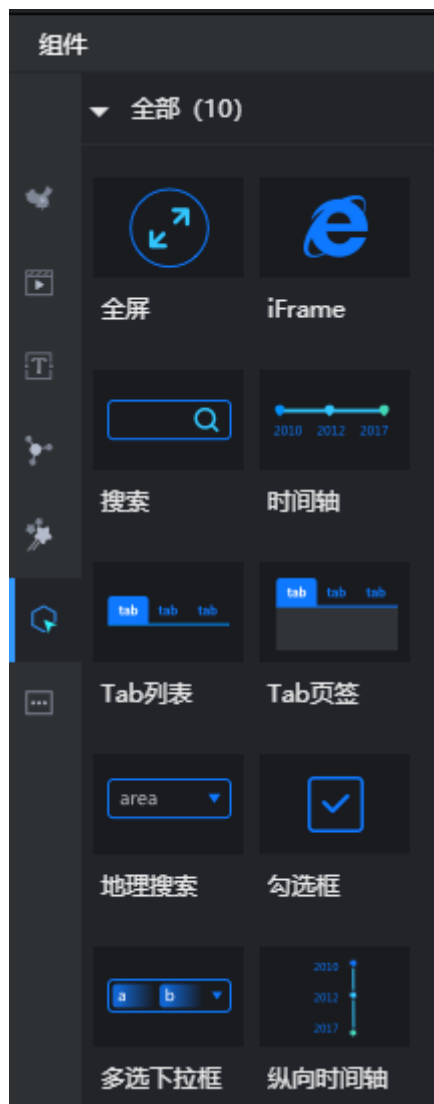 组件
全部 (10)
全屏
iFrame
搜索
2010 2012 2017
时间轴
tab tab tab
Tab列表
tab tab tab
Tab页签
area
地理搜索
勾选框
a b
多选下拉框
2010
2012
2017
纵向时间轴
T